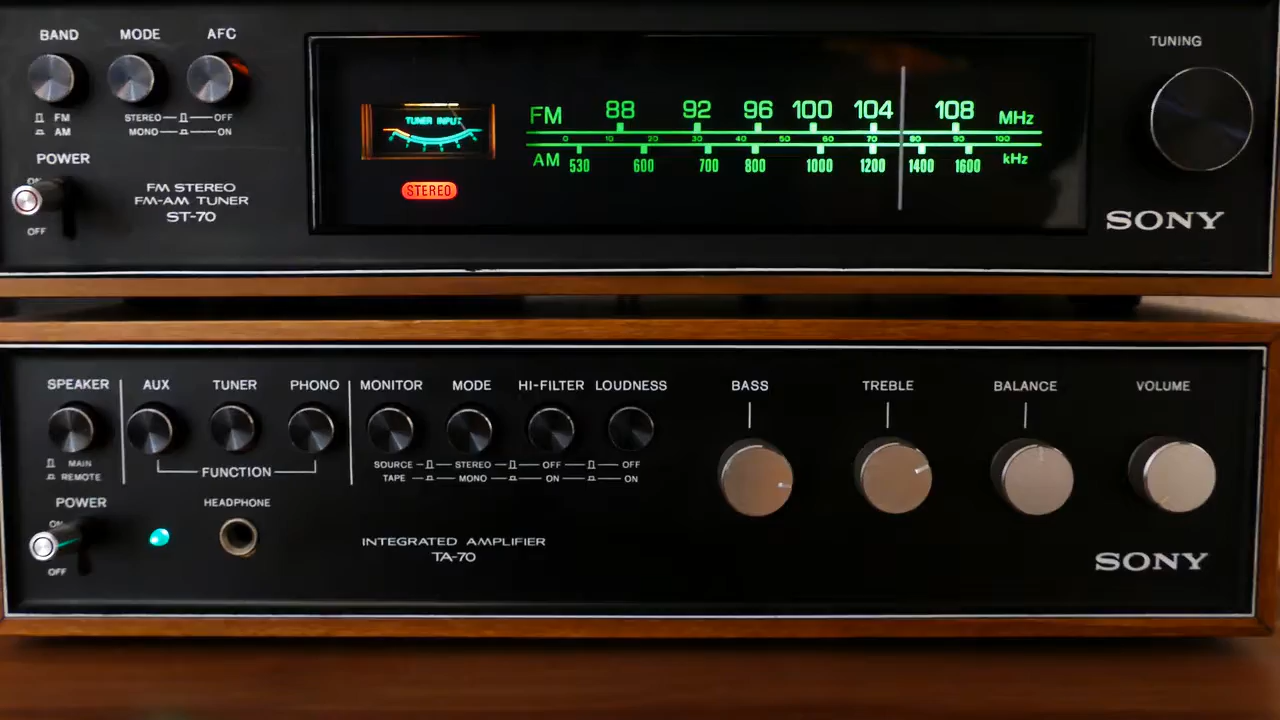 BAND MODE AFC
FM STEREO OFF
AM MONO ON
POWER
ON
OFF
FM STEREO
FM-AM TUNER
ST-70
TUNER INPUT
STEREO
FM 88 92 96 100 104 108 MHz
0 10 20 30 40 50 60 70 80 90 100
AM 530 600 700 800 1000 1200 1400 1600 kHz
TUNING
SONY
SPEAKER AUX TUNER PHONO MONITOR MODE HI-FILTER LOUDNESS BASS TREBLE BALANCE VOLUME
MAIN
REMOTE
FUNCTION
SOURCE STEREO OFF OFF
TAPE MONO ON ON
POWER
ON
OFF
HEADPHONE
INTEGRATED AMPLIFIER
TA-70
SONY